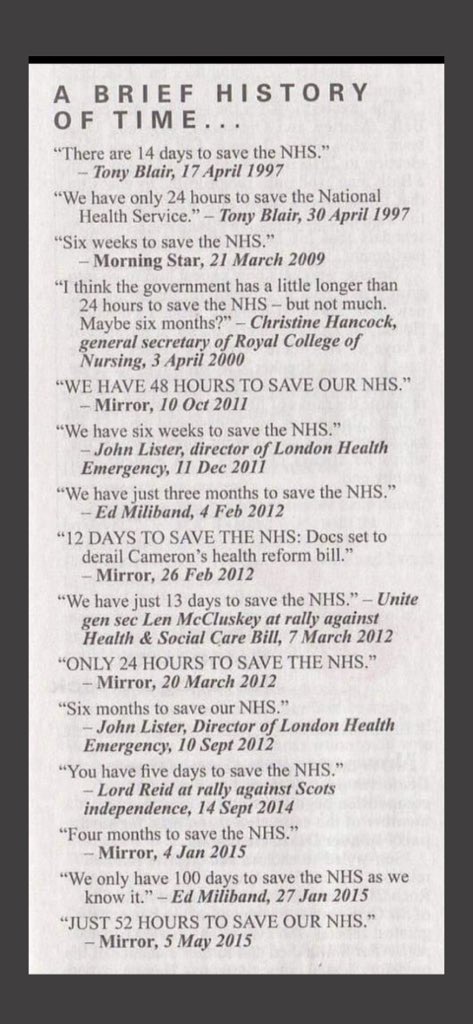 A BRIEF HISTORY
OF TIME...
“There are 14 days to save the NHS.”
– Tony Blair, 17 April 1997
“We have only 24 hours to save the National
Health Service.” – Tony Blair, 30 April 1997
“Six weeks to save the NHS.”
– Morning Star, 21 March 2009
“I think the government has a little longer than
24 hours to save the NHS – but not much.
Maybe six months?” – Christine Hancock,
general secretary of Royal College of
Nursing, 3 April 2000
“WE HAVE 48 HOURS TO SAVE OUR NHS.”
– Mirror, 10 Oct 2011
“We have six weeks to save the NHS.”
– John Lister, director of London Health
Emergency, 11 Dec 2011
“We have just three months to save the NHS.”
– Ed Miliband, 4 Feb 2012
“12 DAYS TO SAVE THE NHS: Docs set to
derail Cameron’s health reform bill.”
– Mirror, 26 Feb 2012
“We have just 13 days to save the NHS.” – Unite
gen sec Len McCluskey at rally against
Health & Social Care Bill, 7 March 2012
“ONLY 24 HOURS TO SAVE THE NHS.”
– Mirror, 20 March 2012
“Six months to save our NHS.”
– John Lister, Director of London Health
Emergency, 10 Sept 2012
“You have five days to save the NHS.”
– Lord Reid at rally against Scots
independence, 14 Sept 2014
“Four months to save the NHS.”
– Mirror, 4 Jan 2015
“We only have 100 days to save the NHS as we
know it.” – Ed Miliband, 27 Jan 2015
“JUST 52 HOURS TO SAVE OUR NHS.”
– Mirror, 5 May 2015